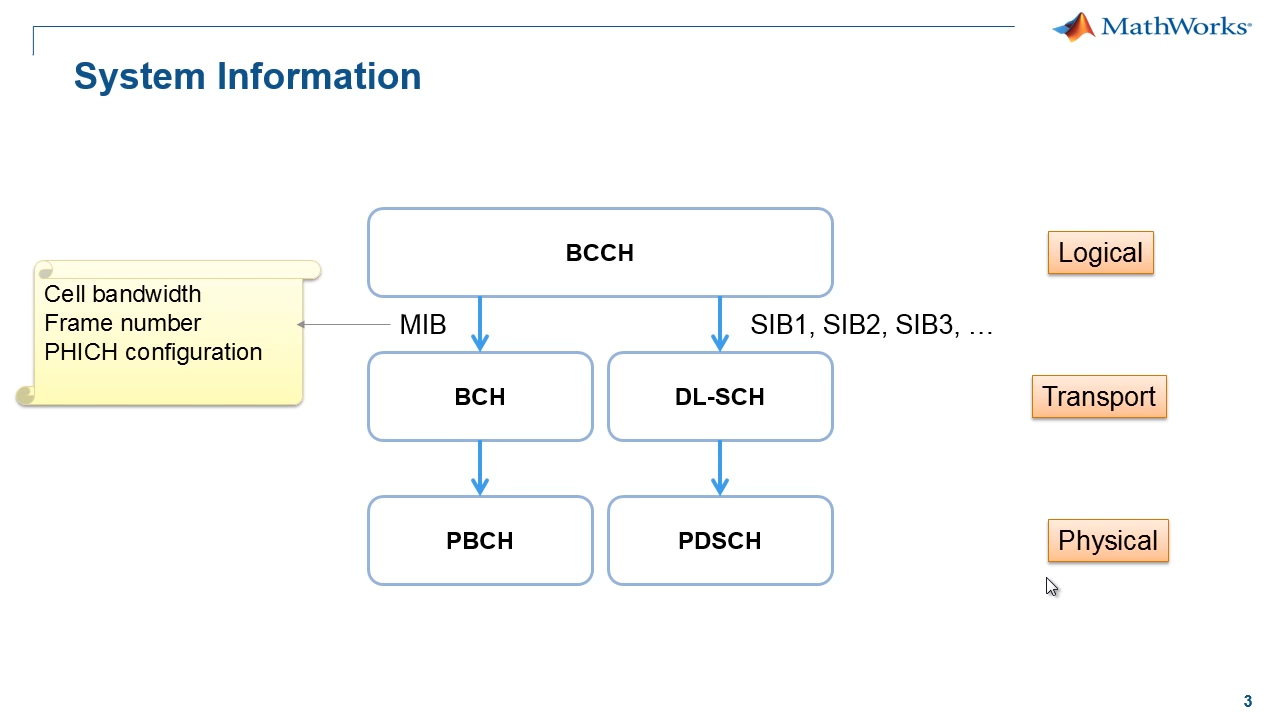 MathWorks®
System Information
BCCH
Logical
Cell bandwidth
Frame number
PHICH configuration
MIB
SIB1, SIB2, SIB3, …
BCH
DL-SCH
Transport
PBCH
PDSCH
Physical
3